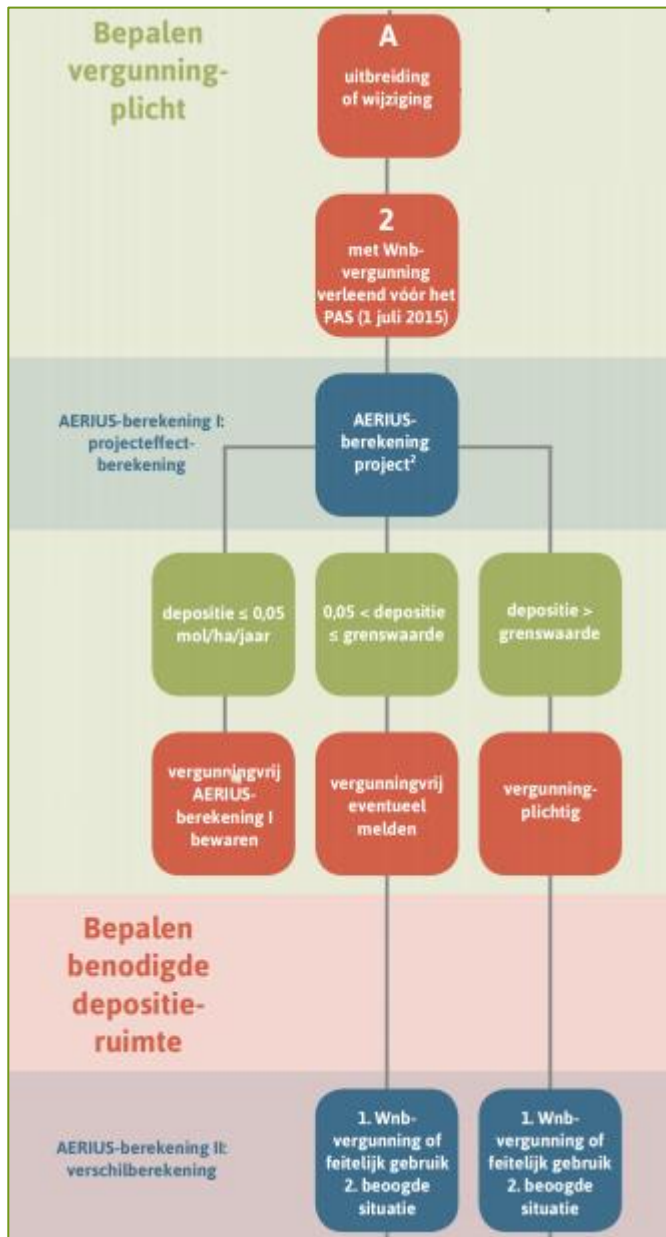 Bepalen
vergunning-
plicht
A
uitbreiding
of wijziging
2
met Wnb-
vergunning
verleend vóór het
PAS (1 juli 2015)
AERIUS-berekening I:
projecteffect-
berekening
AERIUS-
berekening
project²
depositie ≤ 0,05
mol/ha/jaar
0,05 < depositie
≤ grenswaarde
depositie >
grenswaarde
vergunningvrij
AERIUS-
berekening I
bewaren
vergunningvrij
eventueel
melden
vergunning-
plichtig
Bepalen
benodigde
depositie-
ruimte
AERIUS-berekening II:
verschilberekening
1. Wnb-
vergunning of
feitelijk gebruik
2. beoogde
situatie
1. Wnb-
vergunning of
feitelijk gebruik
2. beoogde
situatie